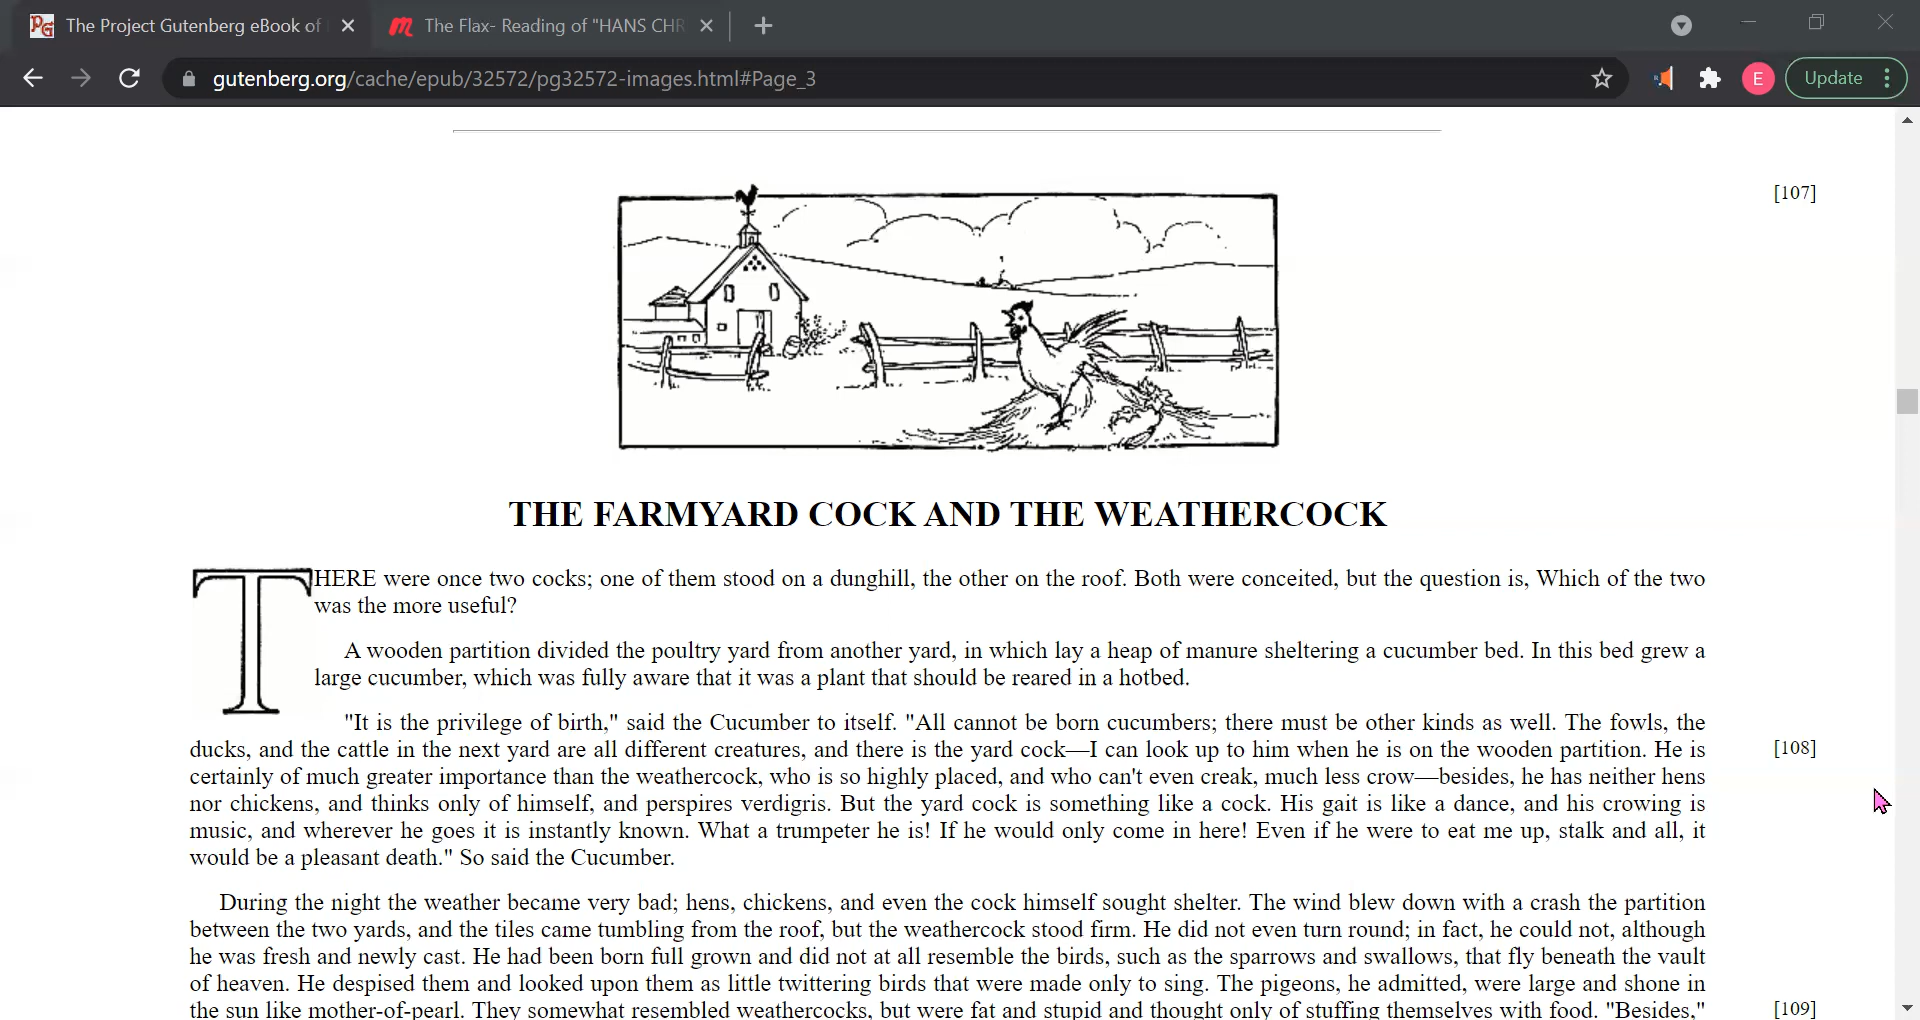 The Project Gutenberg eBook of
The Flax- Reading of "HANS CHR
gutenberg.org/cache/epub/32572/pg32572-images.html#Page_3
E
Update
[107]
THE FARMYARD COCK AND THE WEATHERCOCK
THERE were once two cocks; one of them stood on a dunghill, the other on the roof. Both were conceited, but the question is, Which of the two
was the more useful?
A wooden partition divided the poultry yard from another yard, in which lay a heap of manure sheltering a cucumber bed. In this bed grew a
large cucumber, which was fully aware that it was a plant that should be reared in a hotbed.
"It is the privilege of birth," said the Cucumber to itself. "All cannot be born cucumbers; there must be other kinds as well. The fowls, the
ducks, and the cattle in the next yard are all different creatures, and there is the yard cock—I can look up to him when he is on the wooden partition. He is
[108]
certainly of much greater importance than the weathercock, who is so highly placed, and who can't even creak, much less crow—besides, he has neither hens
nor chickens, and thinks only of himself, and perspires verdigris. But the yard cock is something like a cock. His gait is like a dance, and his crowing is
music, and wherever he goes it is instantly known. What a trumpeter he is! If he would only come in here! Even if he were to eat me up, stalk and all, it
would be a pleasant death." So said the Cucumber.
During the night the weather became very bad; hens, chickens, and even the cock himself sought shelter. The wind blew down with a crash the partition
between the two yards, and the tiles came tumbling from the roof, but the weathercock stood firm. He did not even turn round; in fact, he could not, although
he was fresh and newly cast. He had been born full grown and did not at all resemble the birds, such as the sparrows and swallows, that fly beneath the vault
of heaven. He despised them and looked upon them as little twittering birds that were made only to sing. The pigeons, he admitted, were large and shone in
the sun like mother-of-pearl. They somewhat resembled weathercocks, but were fat and stupid and thought only of stuffing themselves with food. "Besides,"
[109]